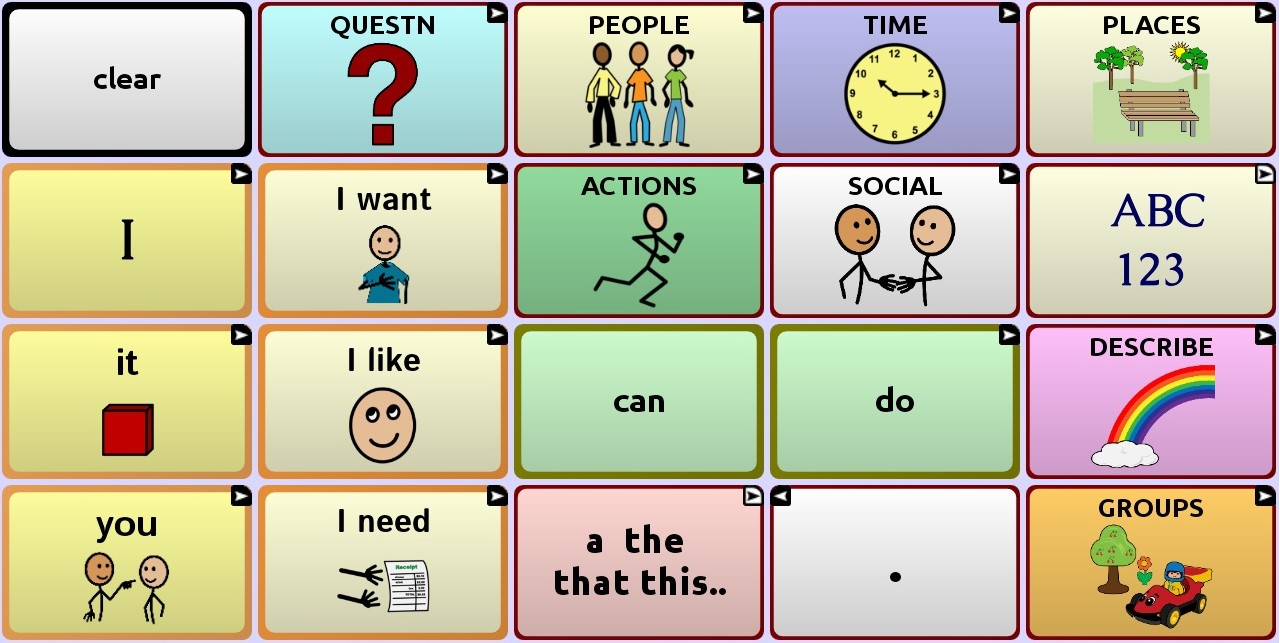 clear
QUESTN
PEOPLE
TIME
12
1
2
3
4
5
6
7
8
9
10
11
PLACES
I
I want
ACTIONS
SOCIAL
ABC
123
it
I like
can
do
DESCRIBE
you
I need
Receipt
a the
that this..
.
GROUPS